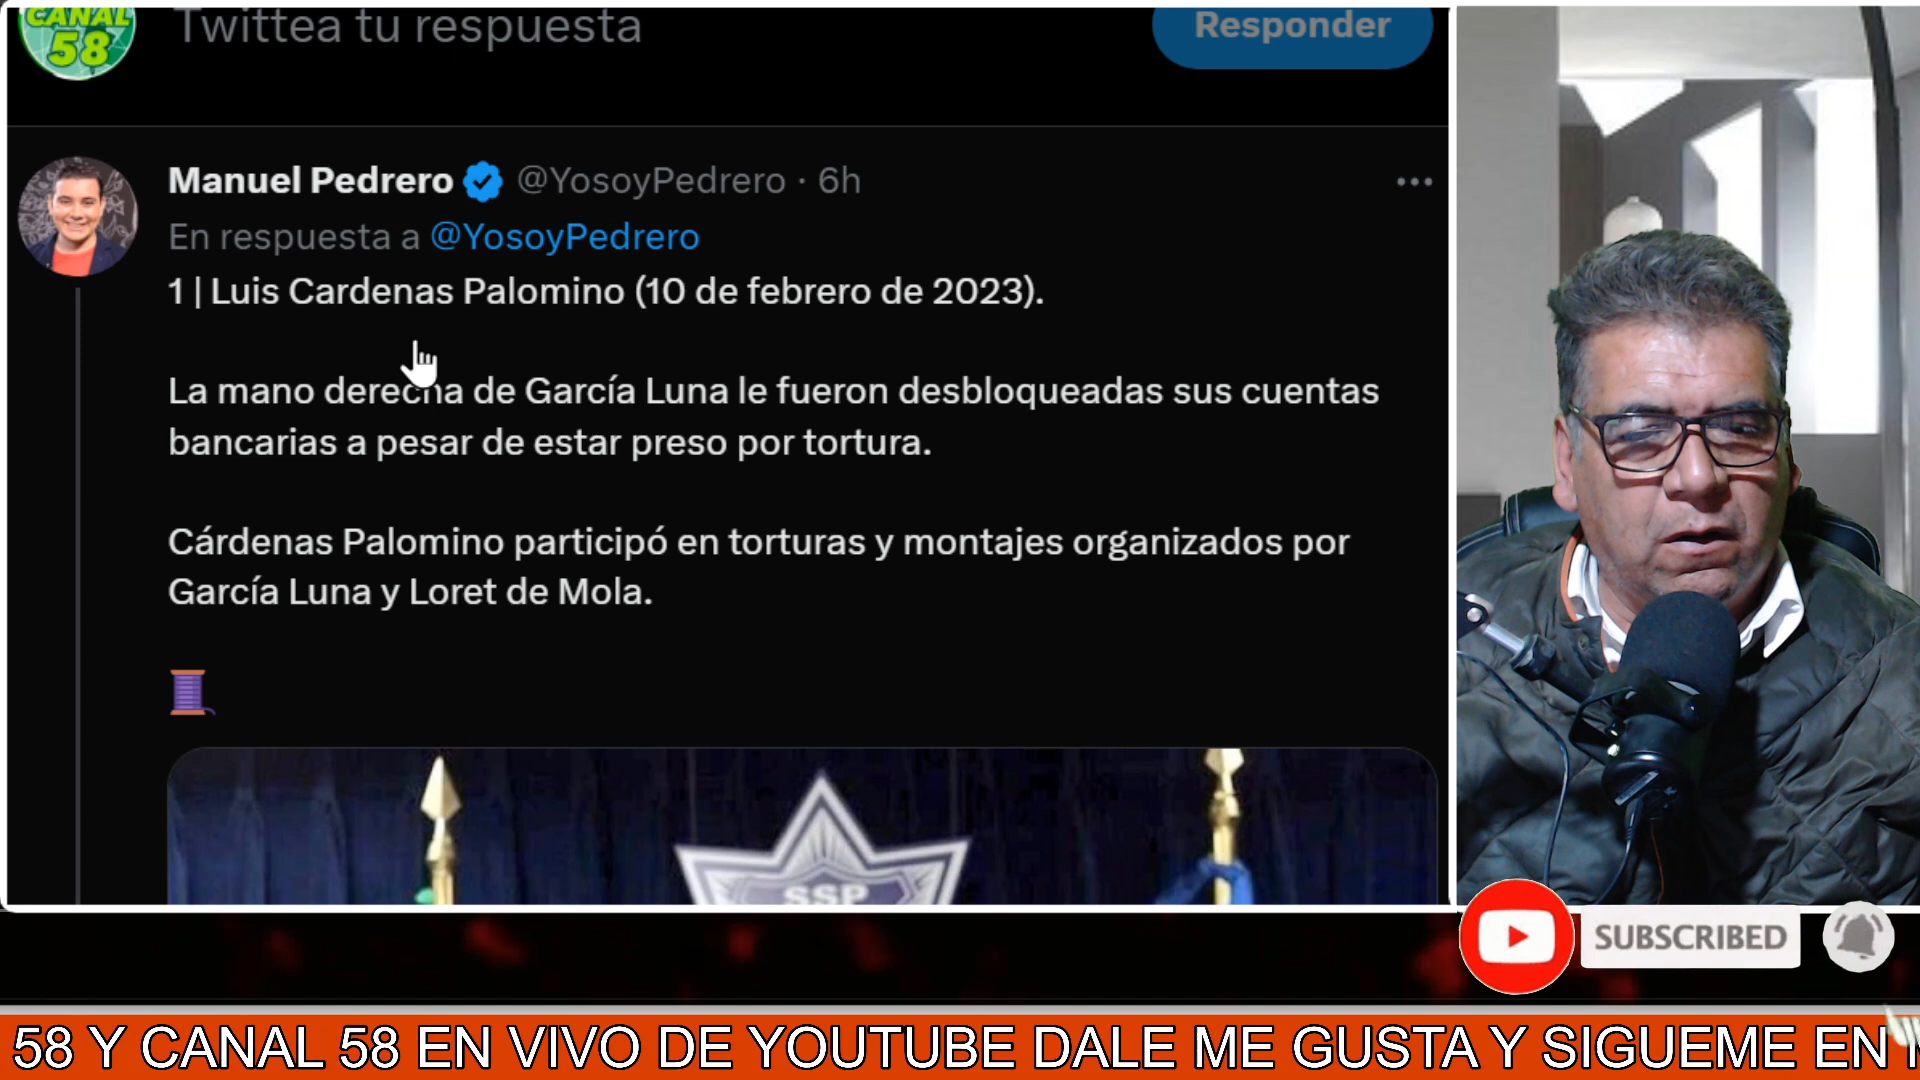 CANAL
58
Twittea tu respuesta
Responder
Manuel Pedrero @YosoyPedrero · 6h
En respuesta a @YosoyPedrero
1 | Luis Cardenas Palomino (10 de febrero de 2023).
La mano derecha de García Luna le fueron desbloqueadas sus cuentas
bancarias a pesar de estar preso por tortura.
Cárdenas Palomino participó en torturas y montajes organizados por
García Luna y Loret de Mola.
SSP
SUBSCRIBED
58 Y CANAL 58 EN VIVO DE YOUTUBE DALE ME GUSTA Y SIGUEME EN